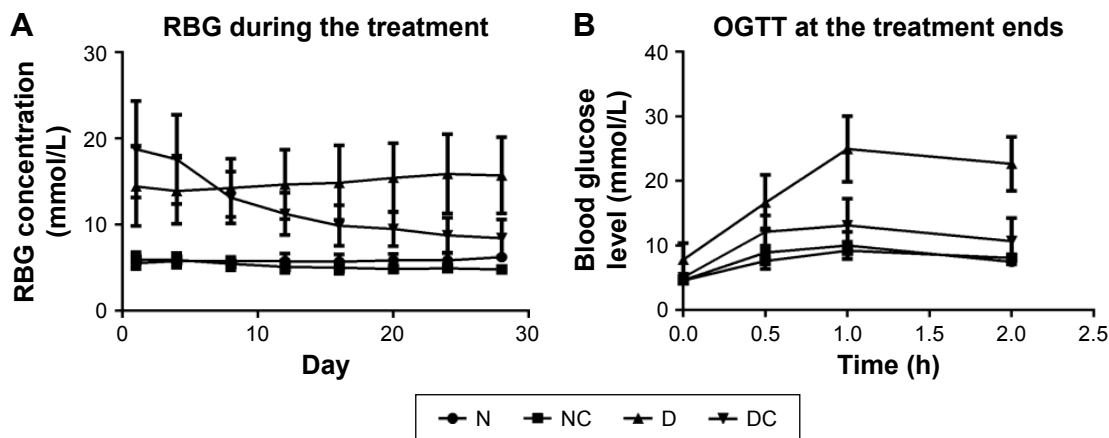 A
RBG during the treatment
RBG concentration
(mmol/L)
30
20
10
0
0
10
20
30
Day
B
OGTT at the treatment ends
Blood glucose
level (mmol/L)
40
30
20
10
0
0.0
0.5
1.0
1.5
2.0
2.5
Time (h)
N NC D DC